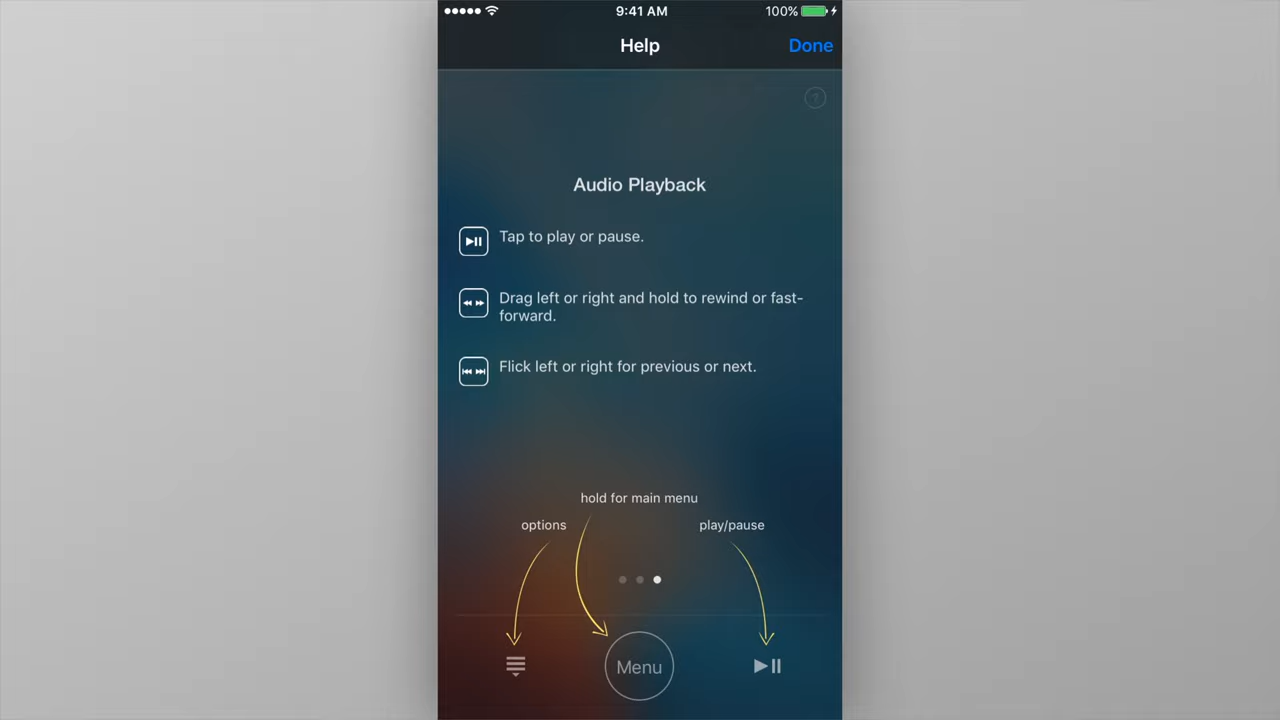 9:41 AM
100%
Help
Done
?
Audio Playback
Tap to play or pause.
Drag left or right and hold to rewind or fast-
forward.
Flick left or right for previous or next.
hold for main menu
options
play/pause
Menu